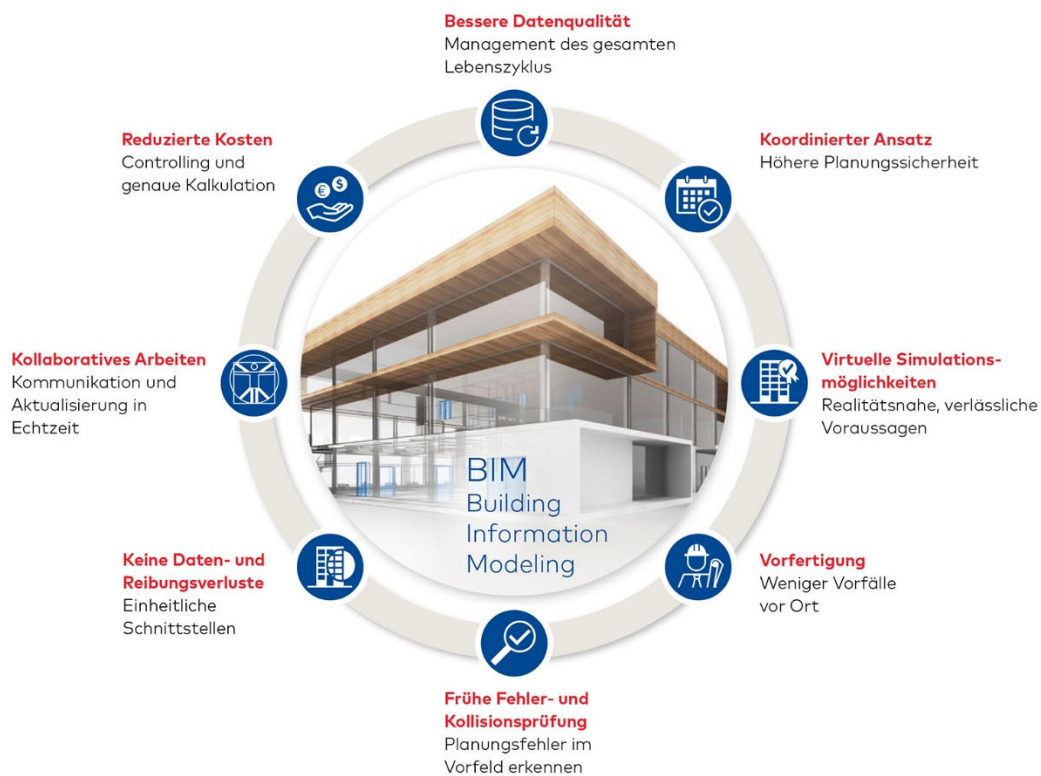 Bessere Datenqualität
Management des gesamten
Lebenszyklus
Koordinierter Ansatz
Höhere Planungssicherheit
Virtuelle Simulations-
möglichkeiten
Realitätsnahe, verlässliche
Voraussagen
Vorfertigung
Weniger Vorfälle
vor Ort
Frühe Fehler- und
Kollisionsprüfung
Planungsfehler im
Vorfeld erkennen
Keine Daten- und
Reibungsverluste
Einheitliche
Schnittstellen
Kollaboratives Arbeiten
Kommunikation und
Aktualisierung in
Echtzeit
Reduzierte Kosten
Controlling und
genaue Kalkulation
€ $
BIM
Building
Information
Modeling